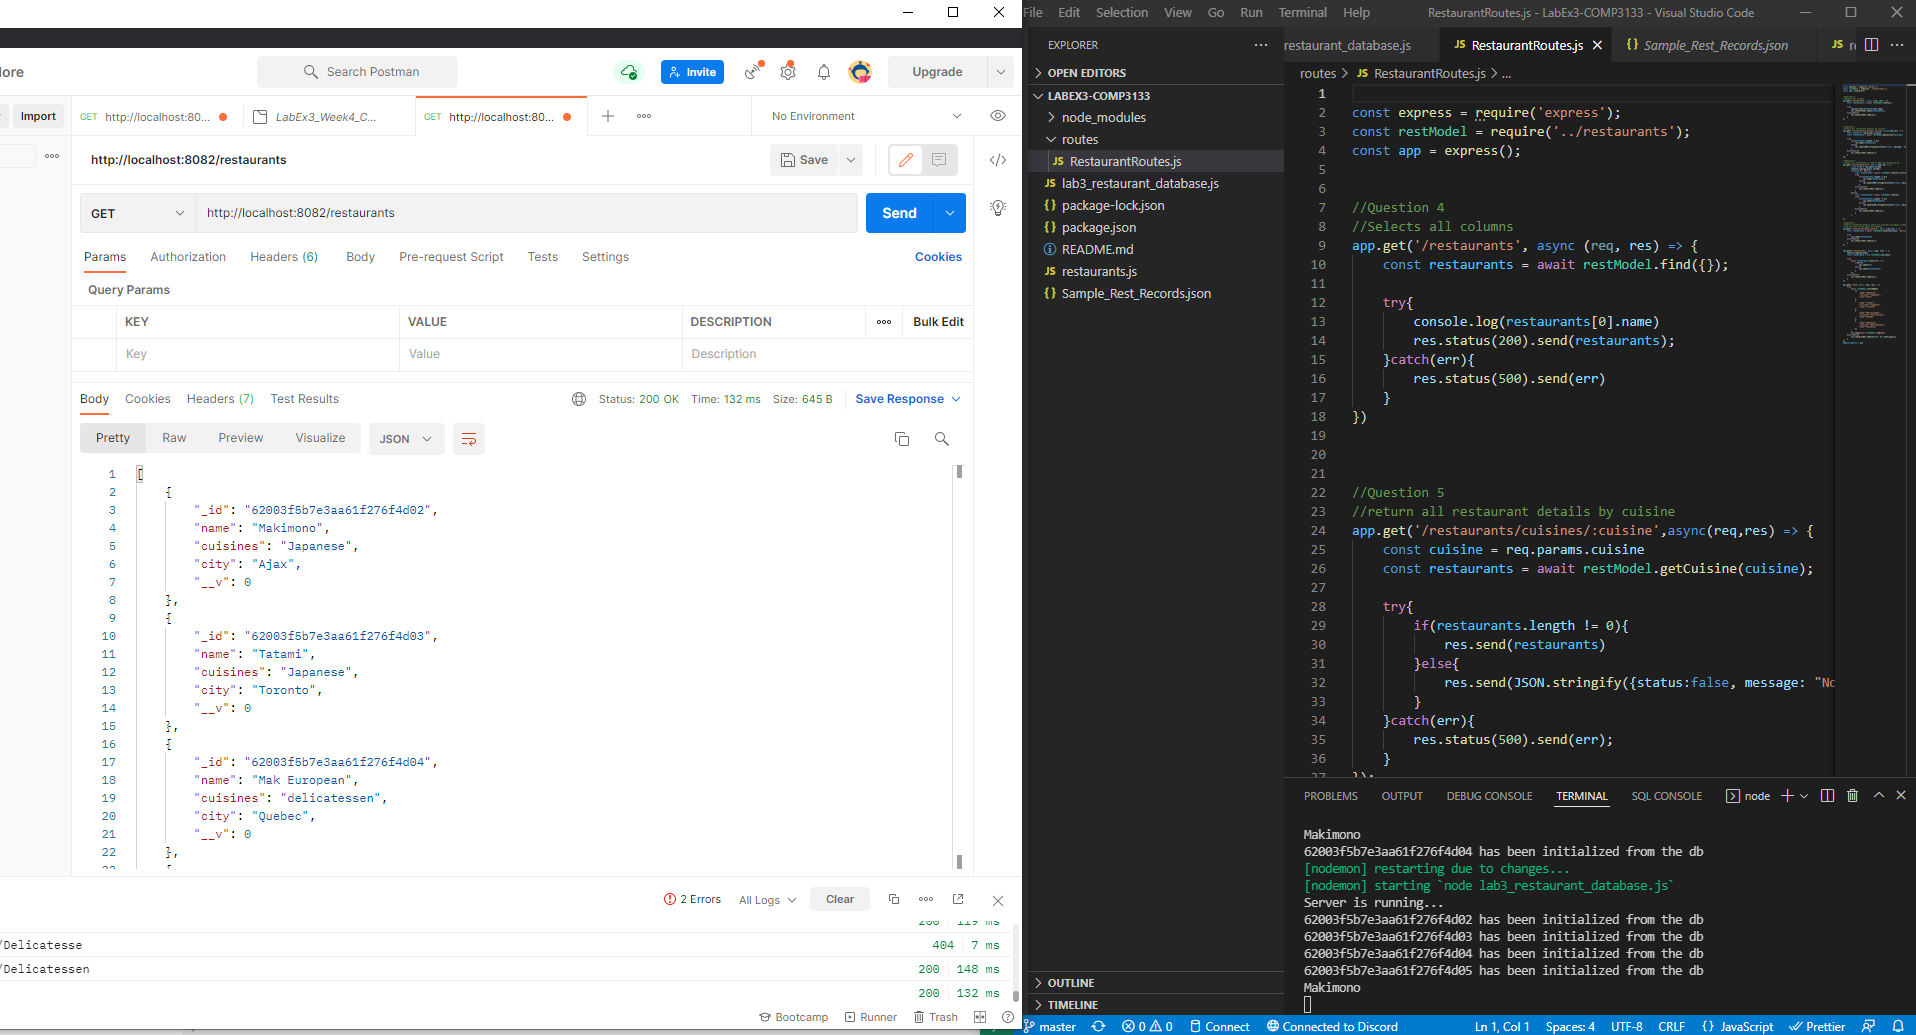 ore
Search Postman
Invite
Upgrade
Import
GET http://localhost:80...
LabEx3_Week4_C...
GET http://localhost:80...
No Environment
http://localhost:8082/restaurants
Save
GET
http://localhost:8082/restaurants
Send
Params
Authorization
Headers (6)
Body
Pre-request Script
Tests
Settings
Cookies
Query Params
KEY VALUE DESCRIPTION Bulk Edit
Key Value Description
Body Cookies Headers (7) Test Results
Status: 200 OK Time: 132 ms Size: 645 B
Save Response
Pretty Raw Preview Visualize JSON
1 [
2 {
3 "_id": "62003f5b7e3aa61f276f4d02",
4 "name": "Makimono",
5 "cuisines": "Japanese",
6 "city": "Ajax",
7 "__v": 0
8 },
9 {
10 "_id": "62003f5b7e3aa61f276f4d03",
11 "name": "Tatami",
12 "cuisines": "Japanese",
13 "city": "Toronto",
14 "__v": 0
15 },
16 {
17 "_id": "62003f5b7e3aa61f276f4d04",
18 "name": "Mak European",
19 "cuisines": "delicatessen",
20 "city": "Quebec",
21 "__v": 0
22 },
2 Errors All Logs Clear
200 119 ms
/Delicatesse 404 7 ms
/Delicatessen 200 148 ms
200 132 ms
Bootcamp Runner Trash
File Edit Selection View Go Run Terminal Help
RestaurantRoutes.js - LabEx3-COMP3133 - Visual Studio Code
EXPLORER
OPEN EDITORS
LABEX3-COMP3133
node_modules
routes
JS RestaurantRoutes.js
JS lab3_restaurant_database.js
{} package-lock.json
{} package.json
README.md
JS restaurants.js
{} Sample_Rest_Records.json
OUTLINE
TIMELINE
restaurant_database.js
JS RestaurantRoutes.js
{} Sample_Rest_Records.json
JS
routes > JS RestaurantRoutes.js > ...
1
2 const express = require('express');
3 const restModel = require('../restaurants');
4 const app = express();
5
6
7 //Question 4
8 //Selects all columns
9 app.get('/restaurants', async (req, res) => {
10 const restaurants = await restModel.find({});
11
12 try{
13 console.log(restaurants[0].name)
14 res.status(200).send(restaurants);
15 }catch(err){
16 res.status(500).send(err)
17 }
18 })
19
20
21
22 //Question 5
23 //return all restaurant details by cuisine
24 app.get('/restaurants/cuisines/:cuisine',async(req,res) => {
25 const cuisine = req.params.cuisine
26 const restaurants = await restModel.getCuisine(cuisine);
27
28 try{
29 if(restaurants.length != 0){
30 res.send(restaurants)
31 }else{
32 res.send(JSON.stringify({status:false, message: "No
33 }
34 }catch(err){
35 res.status(500).send(err);
36 }
37 });
PROBLEMS OUTPUT DEBUG CONSOLE TERMINAL SQL CONSOLE node
Makimono
62003f5b7e3aa61f276f4d04 has been initialized from the db
[nodemon] restarting due to changes...
[nodemon] starting `node lab3_restaurant_database.js`
Server is running...
62003f5b7e3aa61f276f4d02 has been initialized from the db
62003f5b7e3aa61f276f4d03 has been initialized from the db
62003f5b7e3aa61f276f4d04 has been initialized from the db
62003f5b7e3aa61f276f4d05 has been initialized from the db
Makimono
master 0 0 Connect Connected to Discord
Ln 1, Col 1 Spaces: 4 UTF-8 CRLF {} JavaScript Prettier